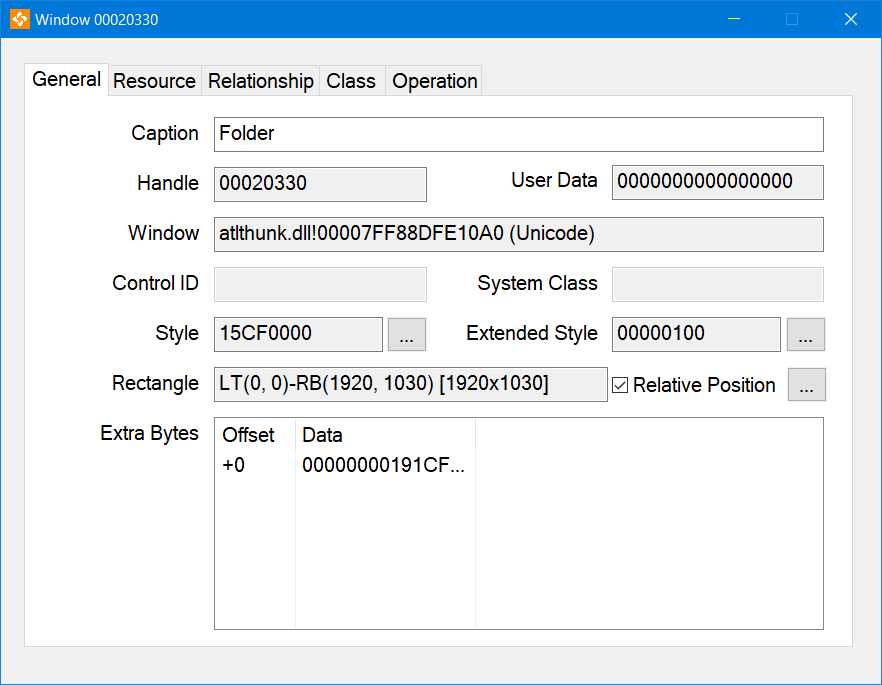 Window 00020330
General Resource Relationship Class Operation
Caption Folder
Handle 00020330 User Data 0000000000000000
Window atlthunk.dll!00007FF88DFE10A0 (Unicode)
Control ID System Class
Style 15CF0000 ... Extended Style 00000100 ...
Rectangle LT(0, 0)-RB(1920, 1030) [1920x1030] Relative Position ...
Extra Bytes Offset Data
+0 00000000191CF...